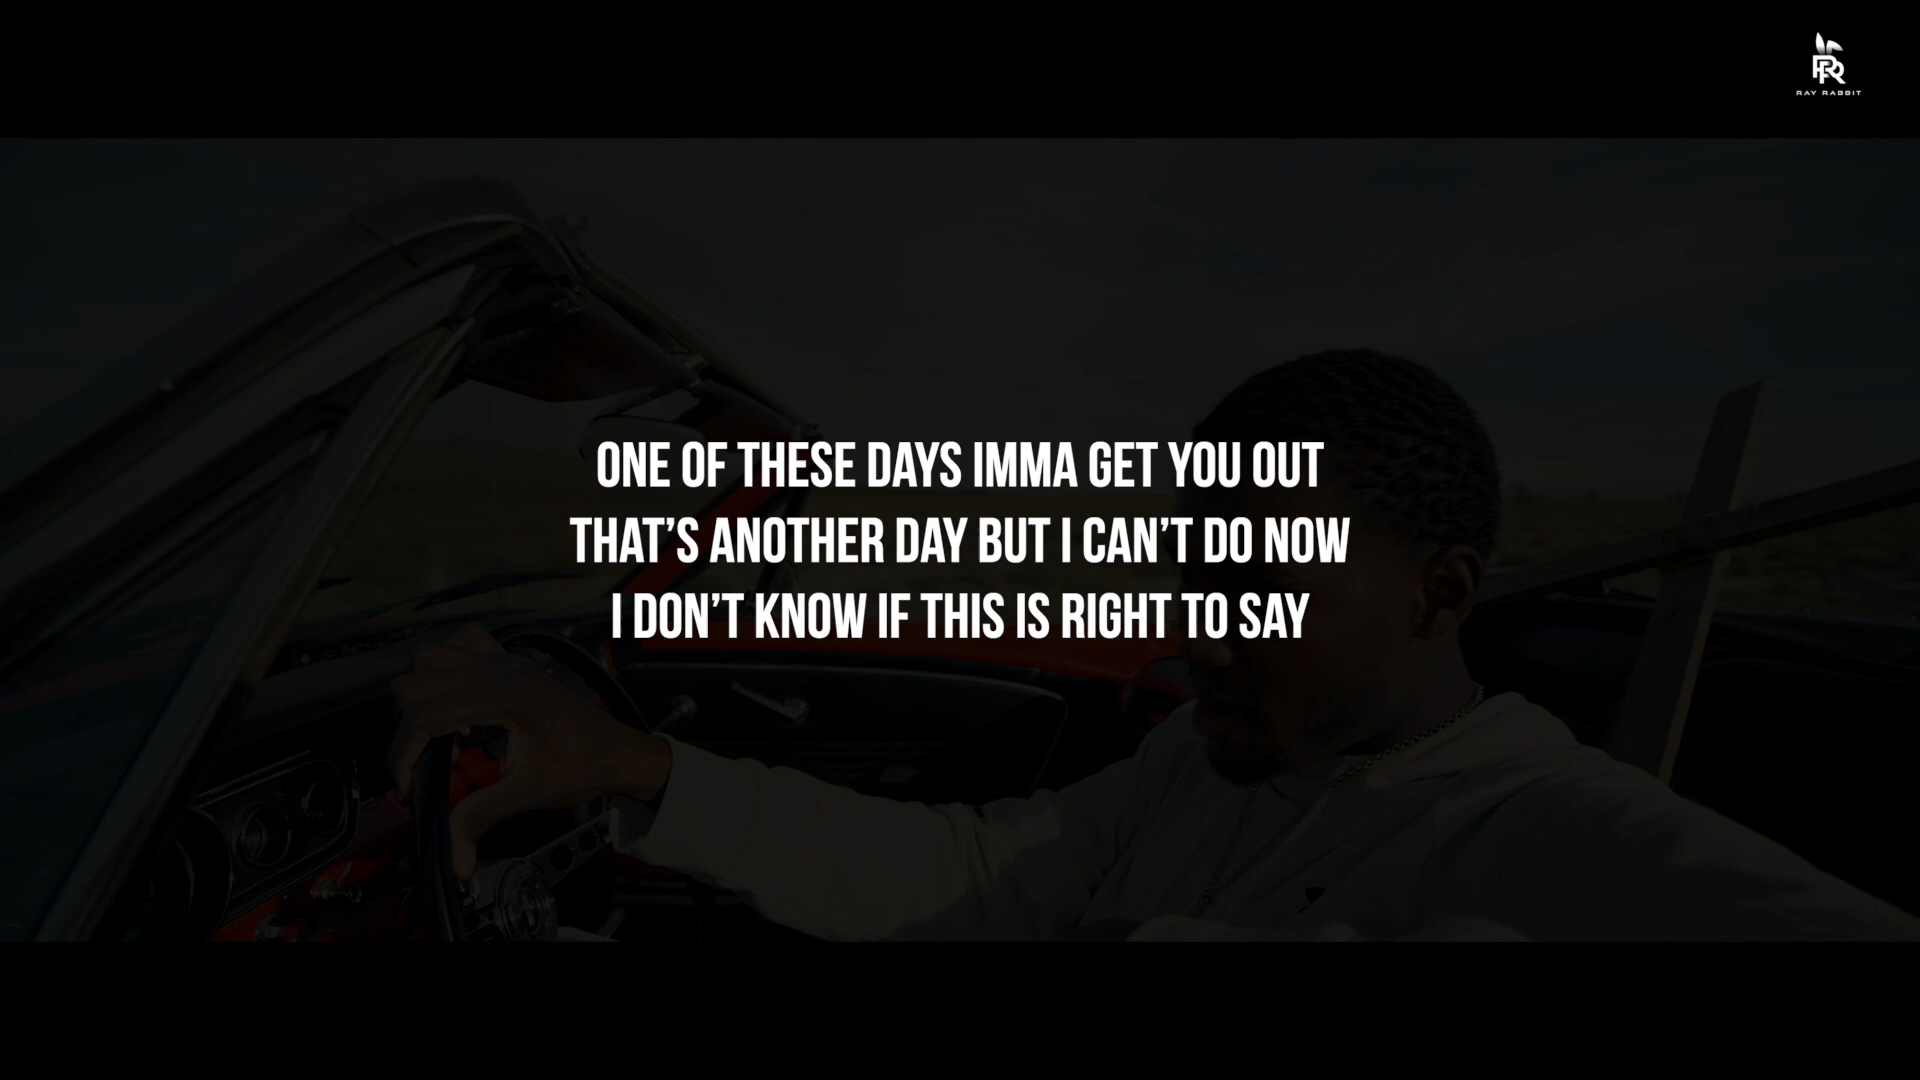 RAY RABBIT
ONE OF THESE DAYS IMMA GET YOU OUT
THAT’S ANOTHER DAY BUT I CAN’T DO NOW
I DON’T KNOW IF THIS IS RIGHT TO SAY